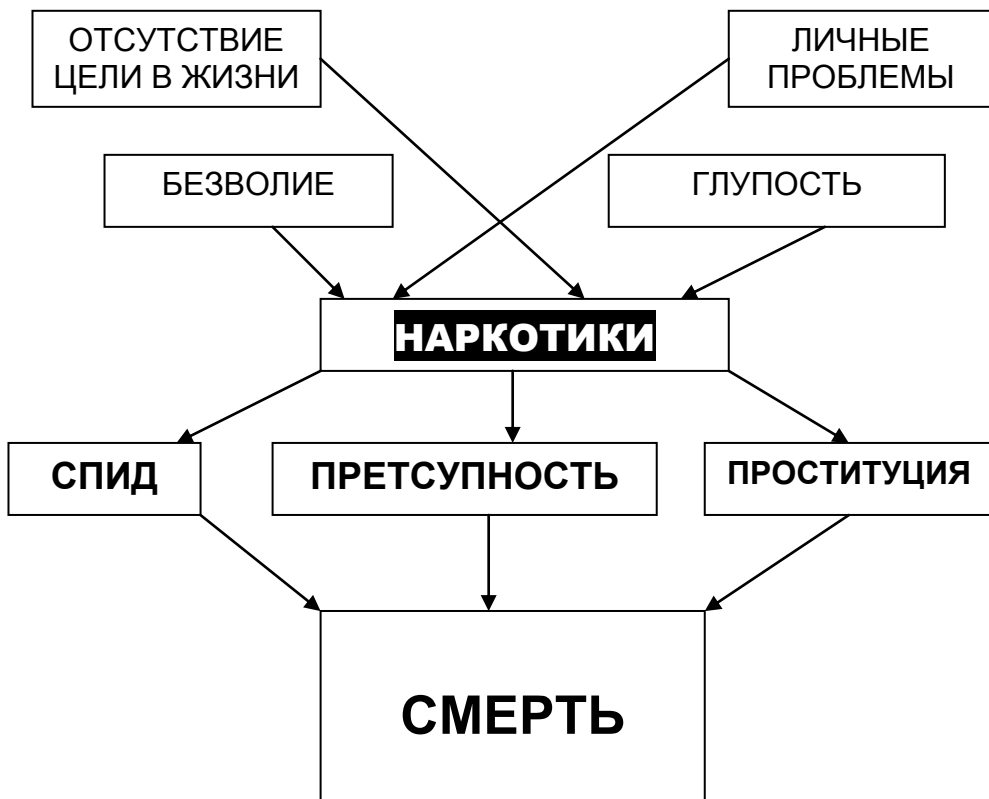 ОТСУТСТВИЕ
ЦЕЛИ В ЖИЗНИ
ЛИЧНЫЕ
ПРОБЛЕМЫ
БЕЗВОЛИЕ
ГЛУПОСТЬ
НАРКОТИКИ
СПИД
ПРЕТСУПНОСТЬ
ПРОСТИТУЦИЯ
СМЕРТЬ